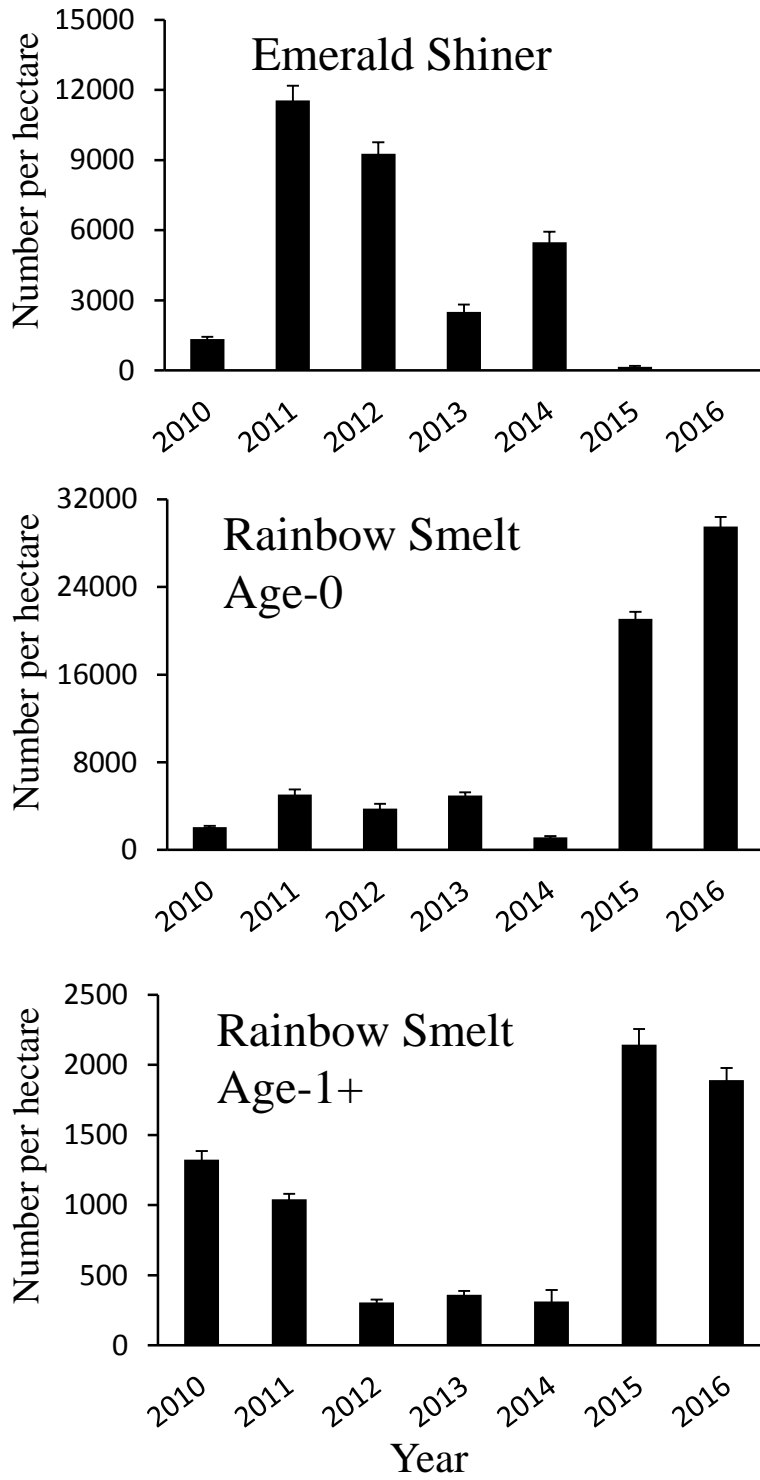 Emerald Shiner
Number per hectare
15000
12000
9000
6000
3000
0
2010 2011 2012 2013 2014 2015 2016
Rainbow Smelt
Age-0
Number per hectare
32000
24000
16000
8000
0
2010 2011 2012 2013 2014 2015 2016
Rainbow Smelt
Age-1+
Number per hectare
2500
2000
1500
1000
500
0
2010 2011 2012 2013 2014 2015 2016
Year